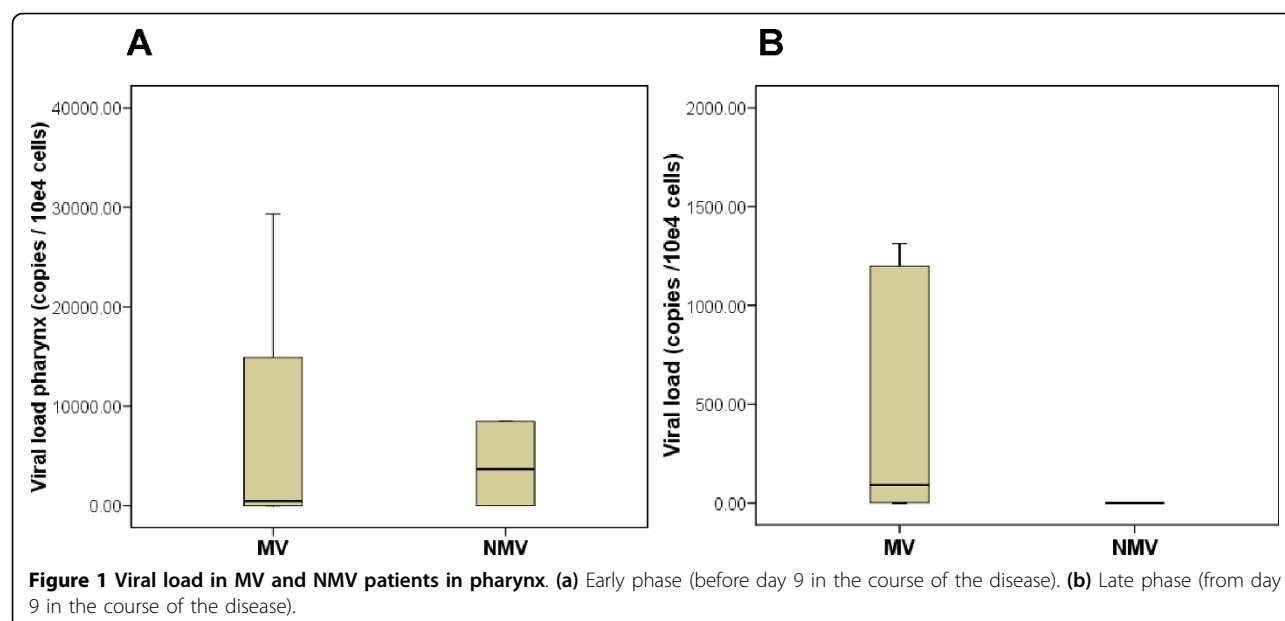 A
B
40000.00
30000.00
20000.00
10000.00
0.00
Viral load pharynx (copies / 10e4 cells)
MV
NMV
2000.00
1500.00
1000.00
500.00
0.00
Viral load (copies /10e4 cells)
MV
NMV
Figure 1 Viral load in MV and NMV patients in pharynx. (a) Early phase (before day 9 in the course of the disease). (b) Late phase (from day
9 in the course of the disease).